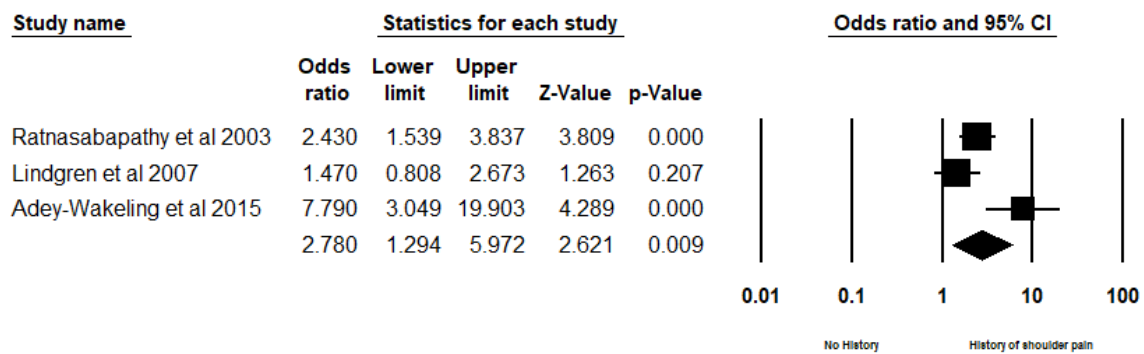 Study name Statistics for each study Odds ratio and 95% CI
Odds Lower Upper
ratio limit limit Z-Value p-Value
Ratnasabapathy et al 2003 2.430 1.539 3.837 3.809 0.000
Lindgren et al 2007 1.470 0.808 2.673 1.263 0.207
Adey-Wakeling et al 2015 7.790 3.049 19.903 4.289 0.000
2.780 1.294 5.972 2.621 0.009
0.01 0.1 1 10 100
No History History of shoulder pain